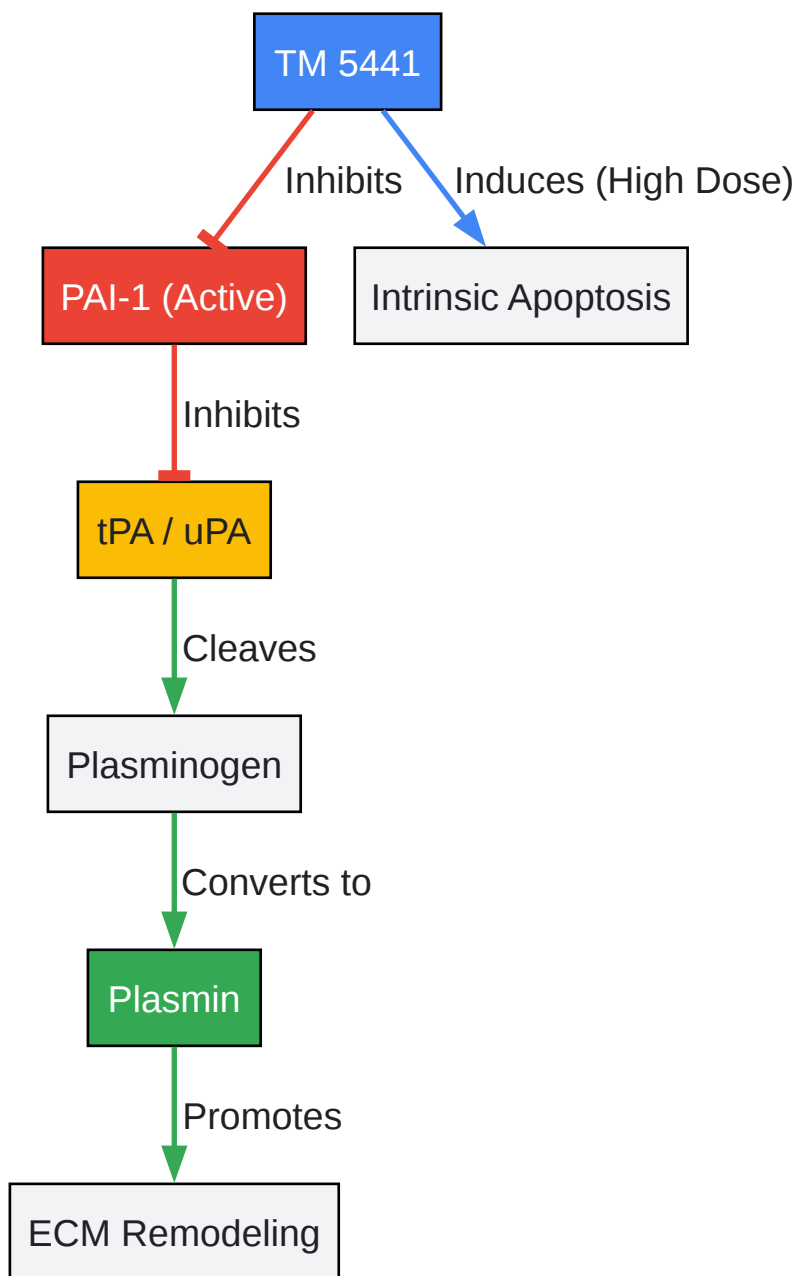 TM 5441
Inhibits
Induces (High Dose)
PAI-1 (Active)
Intrinsic Apoptosis
Inhibits
tPA / uPA
Cleaves
Plasminogen
Converts to
Plasmin
Promotes
ECM Remodeling